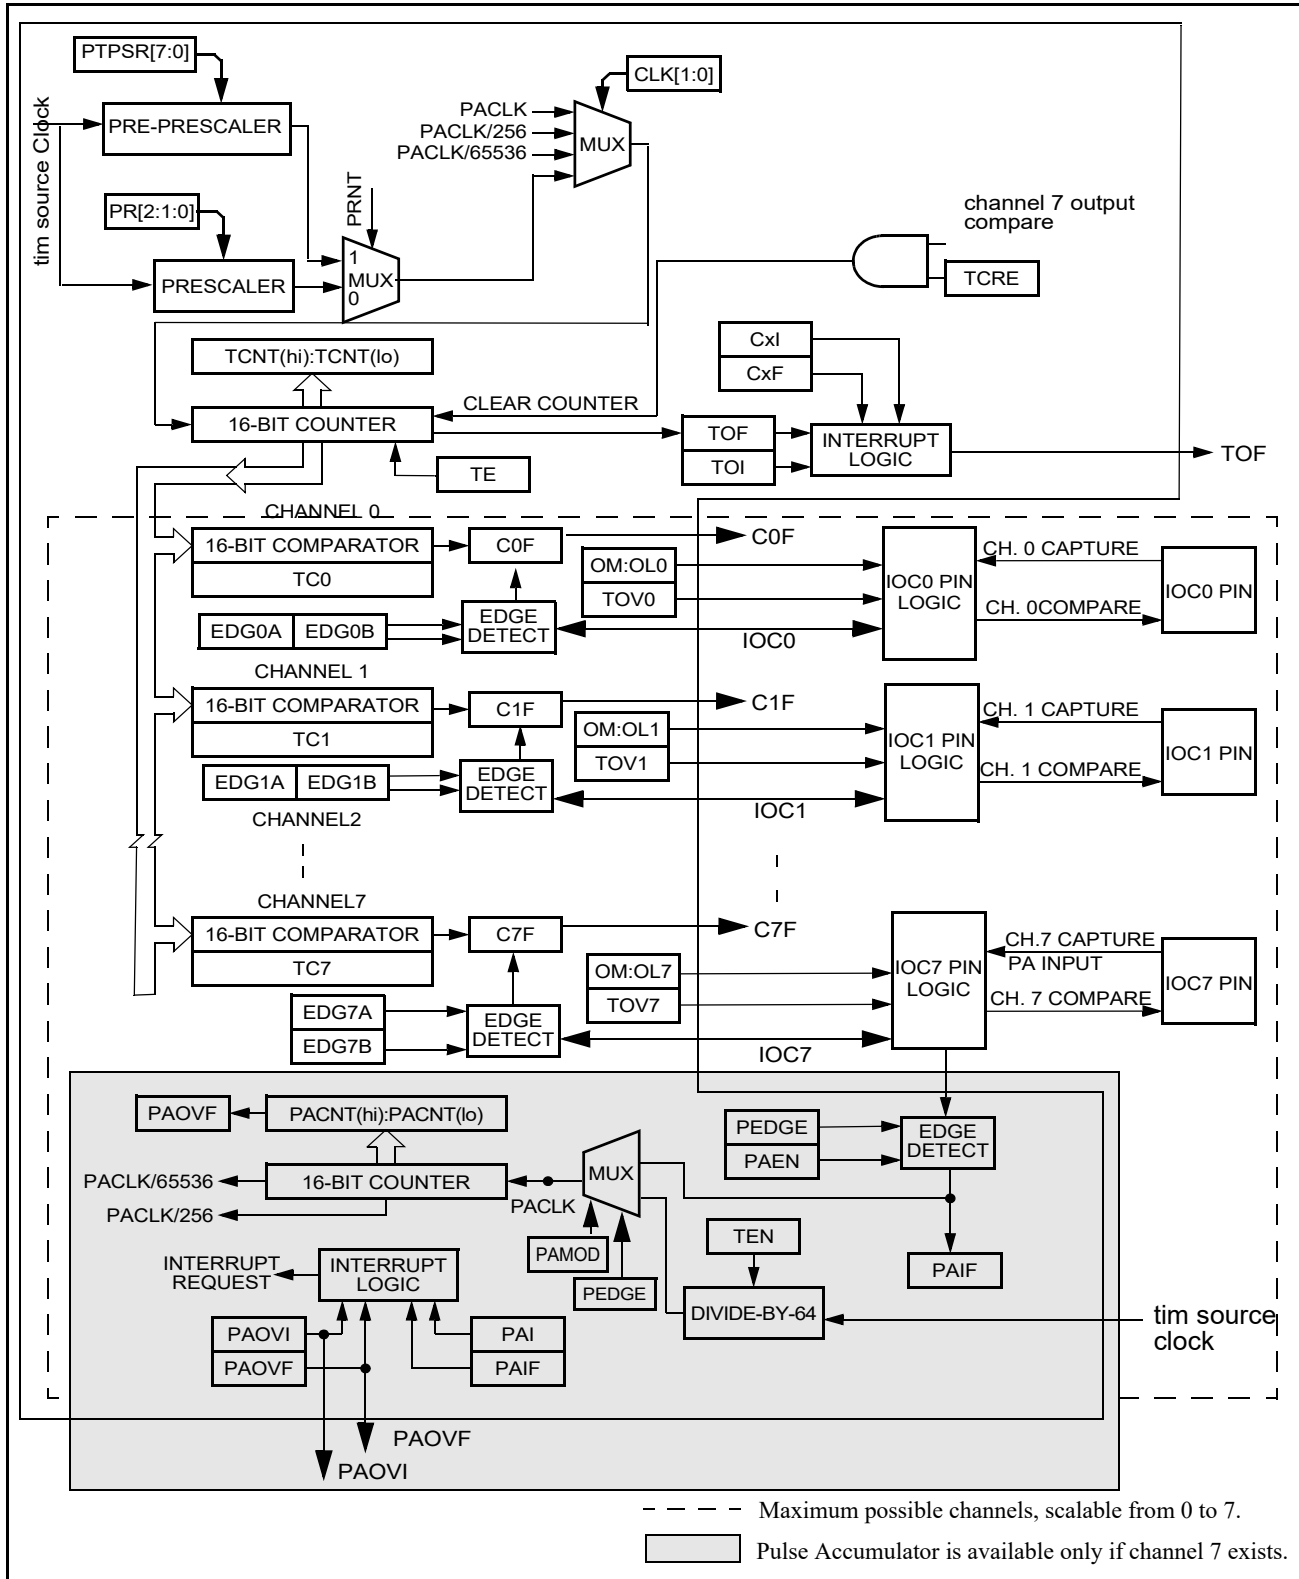 PTPSR[7:0]
CLK[1:0]
tim source Clock
PRE-PRESCALER
PACLK
PACLK/256
PACLK/65536
MUX
PR[2:1:0]
PRNT
channel 7 output
compare
1
MUX
0
PRESCALER
TCRE
TCNT(hi):TCNT(lo)
CxI
CxF
CLEAR COUNTER
16-BIT COUNTER
TOF
TOI
INTERRUPT
LOGIC
TOF
TE
CHANNEL 0
16-BIT COMPARATOR
TC0
C0F
C0F
OM:OL0
TOV0
IOC0 PIN
LOGIC
CH. 0 CAPTURE
CH. 0COMPARE
IOC0 PIN
EDG0A
EDG0B
EDGE
DETECT
IOC0
CHANNEL 1
16-BIT COMPARATOR
TC1
C1F
C1F
OM:OL1
TOV1
IOC1 PIN
LOGIC
CH. 1 CAPTURE
CH. 1 COMPARE
IOC1 PIN
EDG1A
EDG1B
EDGE
DETECT
IOC1
CHANNEL2
CHANNEL7
16-BIT COMPARATOR
TC7
C7F
C7F
OM:OL7
TOV7
IOC7 PIN
LOGIC
CH.7 CAPTURE
PA INPUT
CH. 7 COMPARE
IOC7 PIN
EDG7A
EDG7B
EDGE
DETECT
IOC7
PAOVF
PACNT(hi):PACNT(lo)
PEDGE
PAEN
EDGE
DETECT
MUX
PACLK/65536
16-BIT COUNTER
PACLK
PACLK/256
TEN
PAMOD
PAIF
INTERRUPT
REQUEST
INTERRUPT
LOGIC
PEDGE
DIVIDE-BY-64
tim source
clock
PAOVI
PAOVF
PAI
PAIF
PAOVF
PAOVI
Maximum possible channels, scalable from 0 to 7.
Pulse Accumulator is available only if channel 7 exists.